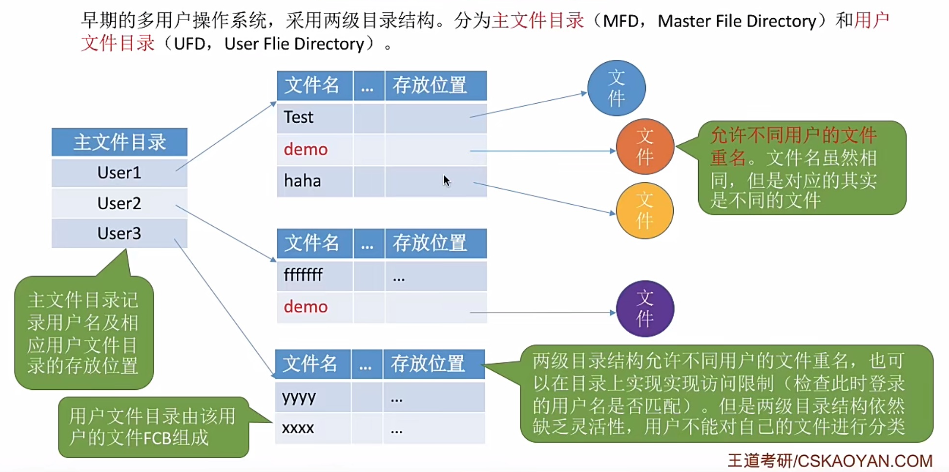 早期的多用户操作系统，采用两级目录结构。分为主文件目录（MFD，Master File Directory）和用户
文件目录（UFD，User Flie Directory）。
主文件目录
User1
User2
User3
文件名 ... 存放位置
Test
demo
haha
文件名 ... 存放位置
fffffff ...
demo
文件名 ... 存放位置
yyyy ...
xxxx ...
文
件
文
件
文
件
文
件
允许不同用户的文件
重名。文件名虽然相
同，但是对应的其实
是不同的文件
主文件目录记
录用户名及相
应用户文件目
录的存放位置
用户文件目录由该用
户的文件FCB组成
两级目录结构允许不同用户的文件重名，也可
以在目录上实现实现访问限制（检查此时登录
的用户名是否匹配）。但是两级目录结构依然
缺乏灵活性，用户不能对自己的文件进行分类
王道考研/CSKAOYAN.COM